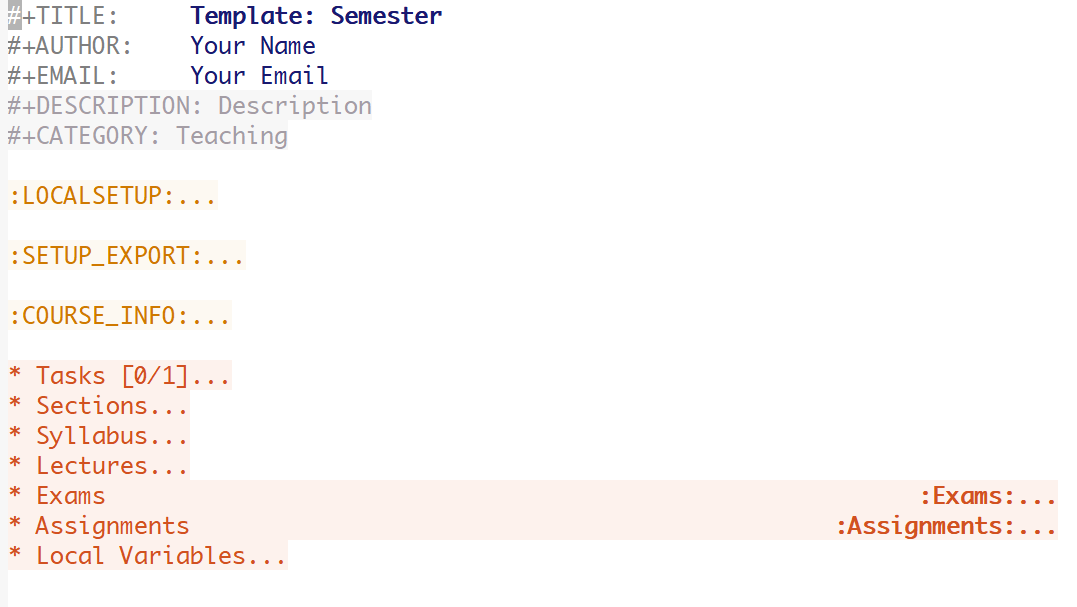 #+TITLE: Template: Semester
#+AUTHOR: Your Name
#+EMAIL: Your Email
#+DESCRIPTION: Description
#+CATEGORY: Teaching
:LOCALSETUP:...
:SETUP_EXPORT:...
:COURSE_INFO:...
* Tasks [0/1]...
* Sections...
* Syllabus...
* Lectures...
* Exams :Exams:...
* Assignments :Assignments:...
* Local Variables...